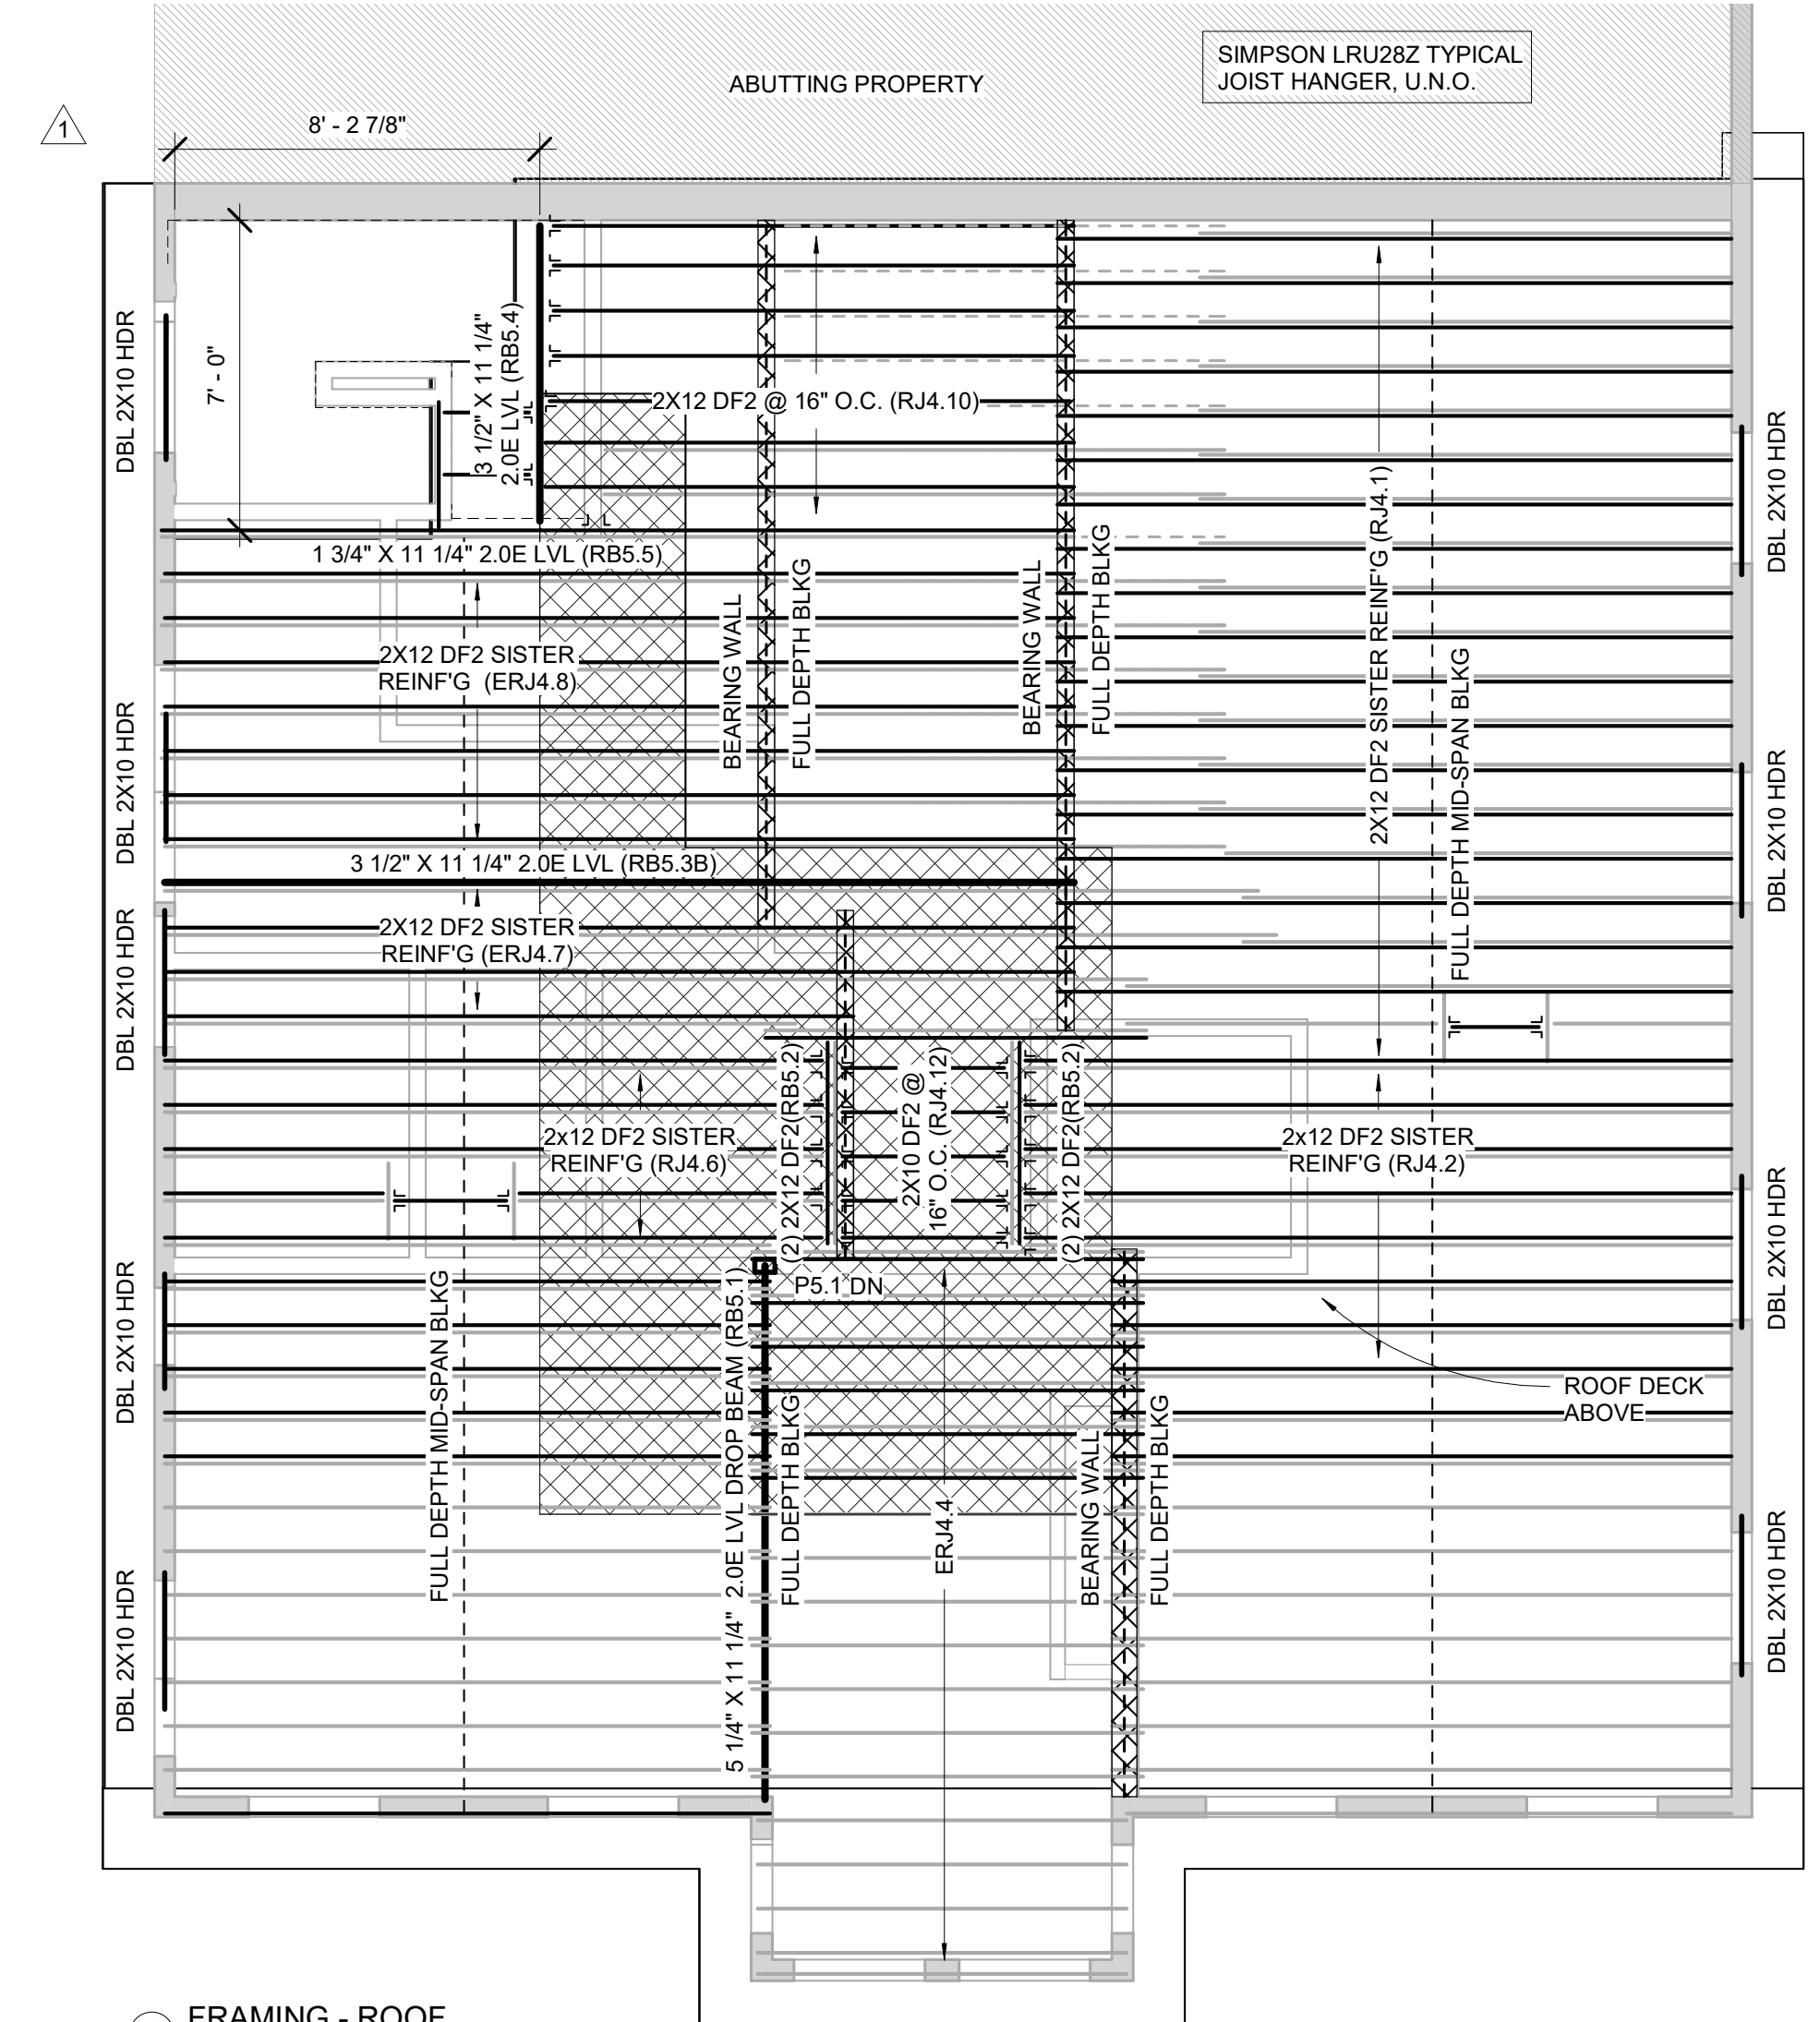 SIMPSON LRU28Z TYPICAL
JOIST HANGER, U.N.O.
ABUTTING PROPERTY
1
8' - 2 7/8"
7' - 0"
DBL 2X10 HDR
3 1/2" X 11 1/4"
2.0E LVL (RB5.4)
2X12 DF2 @ 16" O.C. (RJ4.10)
DBL 2X10 HDR
1 3/4" X 11 1/4" 2.0E LVL (RB5.5)
2X12 DF2 SISTER REINF'G (RJ4.1)
BEARING WALL
FULL DEPTH BLKG
BEARING WALL
FULL DEPTH BLKG
2X12 DF2 SISTER
REINF'G (ERJ4.8)
FULL DEPTH MID-SPAN BLKG
DBL 2X10 HDR
DBL 2X10 HDR
3 1/2" X 11 1/4" 2.0E LVL (RB5.3B)
2X12 DF2 SISTER
REINF'G (ERJ4.7)
DBL 2X10 HDR
(2) 2X12 DF2(RB5.2)
2X10 DF2 @
16" O.C. (RJ4.12)
(2) 2X12 DF2(RB5.2)
2x12 DF2 SISTER
REINF'G (RJ4.6)
2x12 DF2 SISTER
REINF'G (RJ4.2)
DBL 2X10 HDR
P5.1 DN
DBL 2X10 HDR
FULL DEPTH MID-SPAN BLKG
5 1/4" X 11 1/4" 2.0E LVL DROP BEAM (RB5.1)
FULL DEPTH BLKG
ERJ4.4
BEARING WALL
FULL DEPTH BLKG
ROOF DECK
ABOVE
DBL 2X10 HDR
DBL 2X10 HDR
FRAMING - ROOF